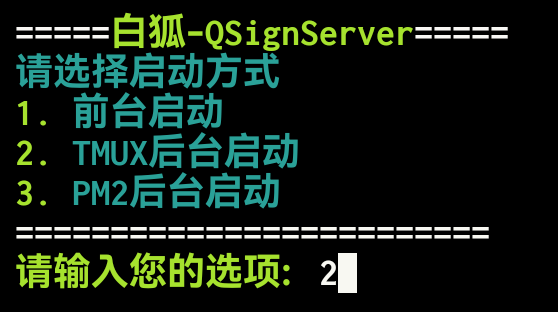 =====白狐-QSignServer=====
请选择启动方式
1. 前台启动
2. TMUX后台启动
3. PM2后台启动
=========================
请输入您的选项: 2